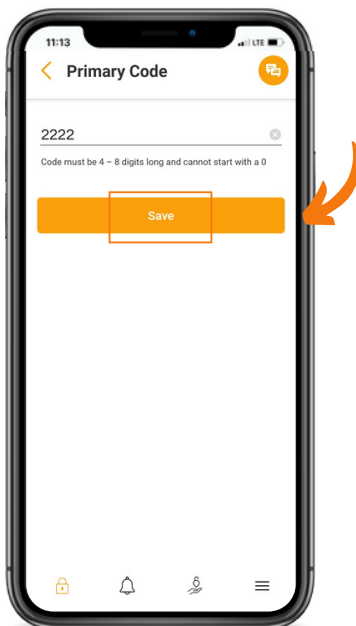 11:13
LTE
Primary Code
2222
Code must be 4 – 8 digits long and cannot start with a 0
Save